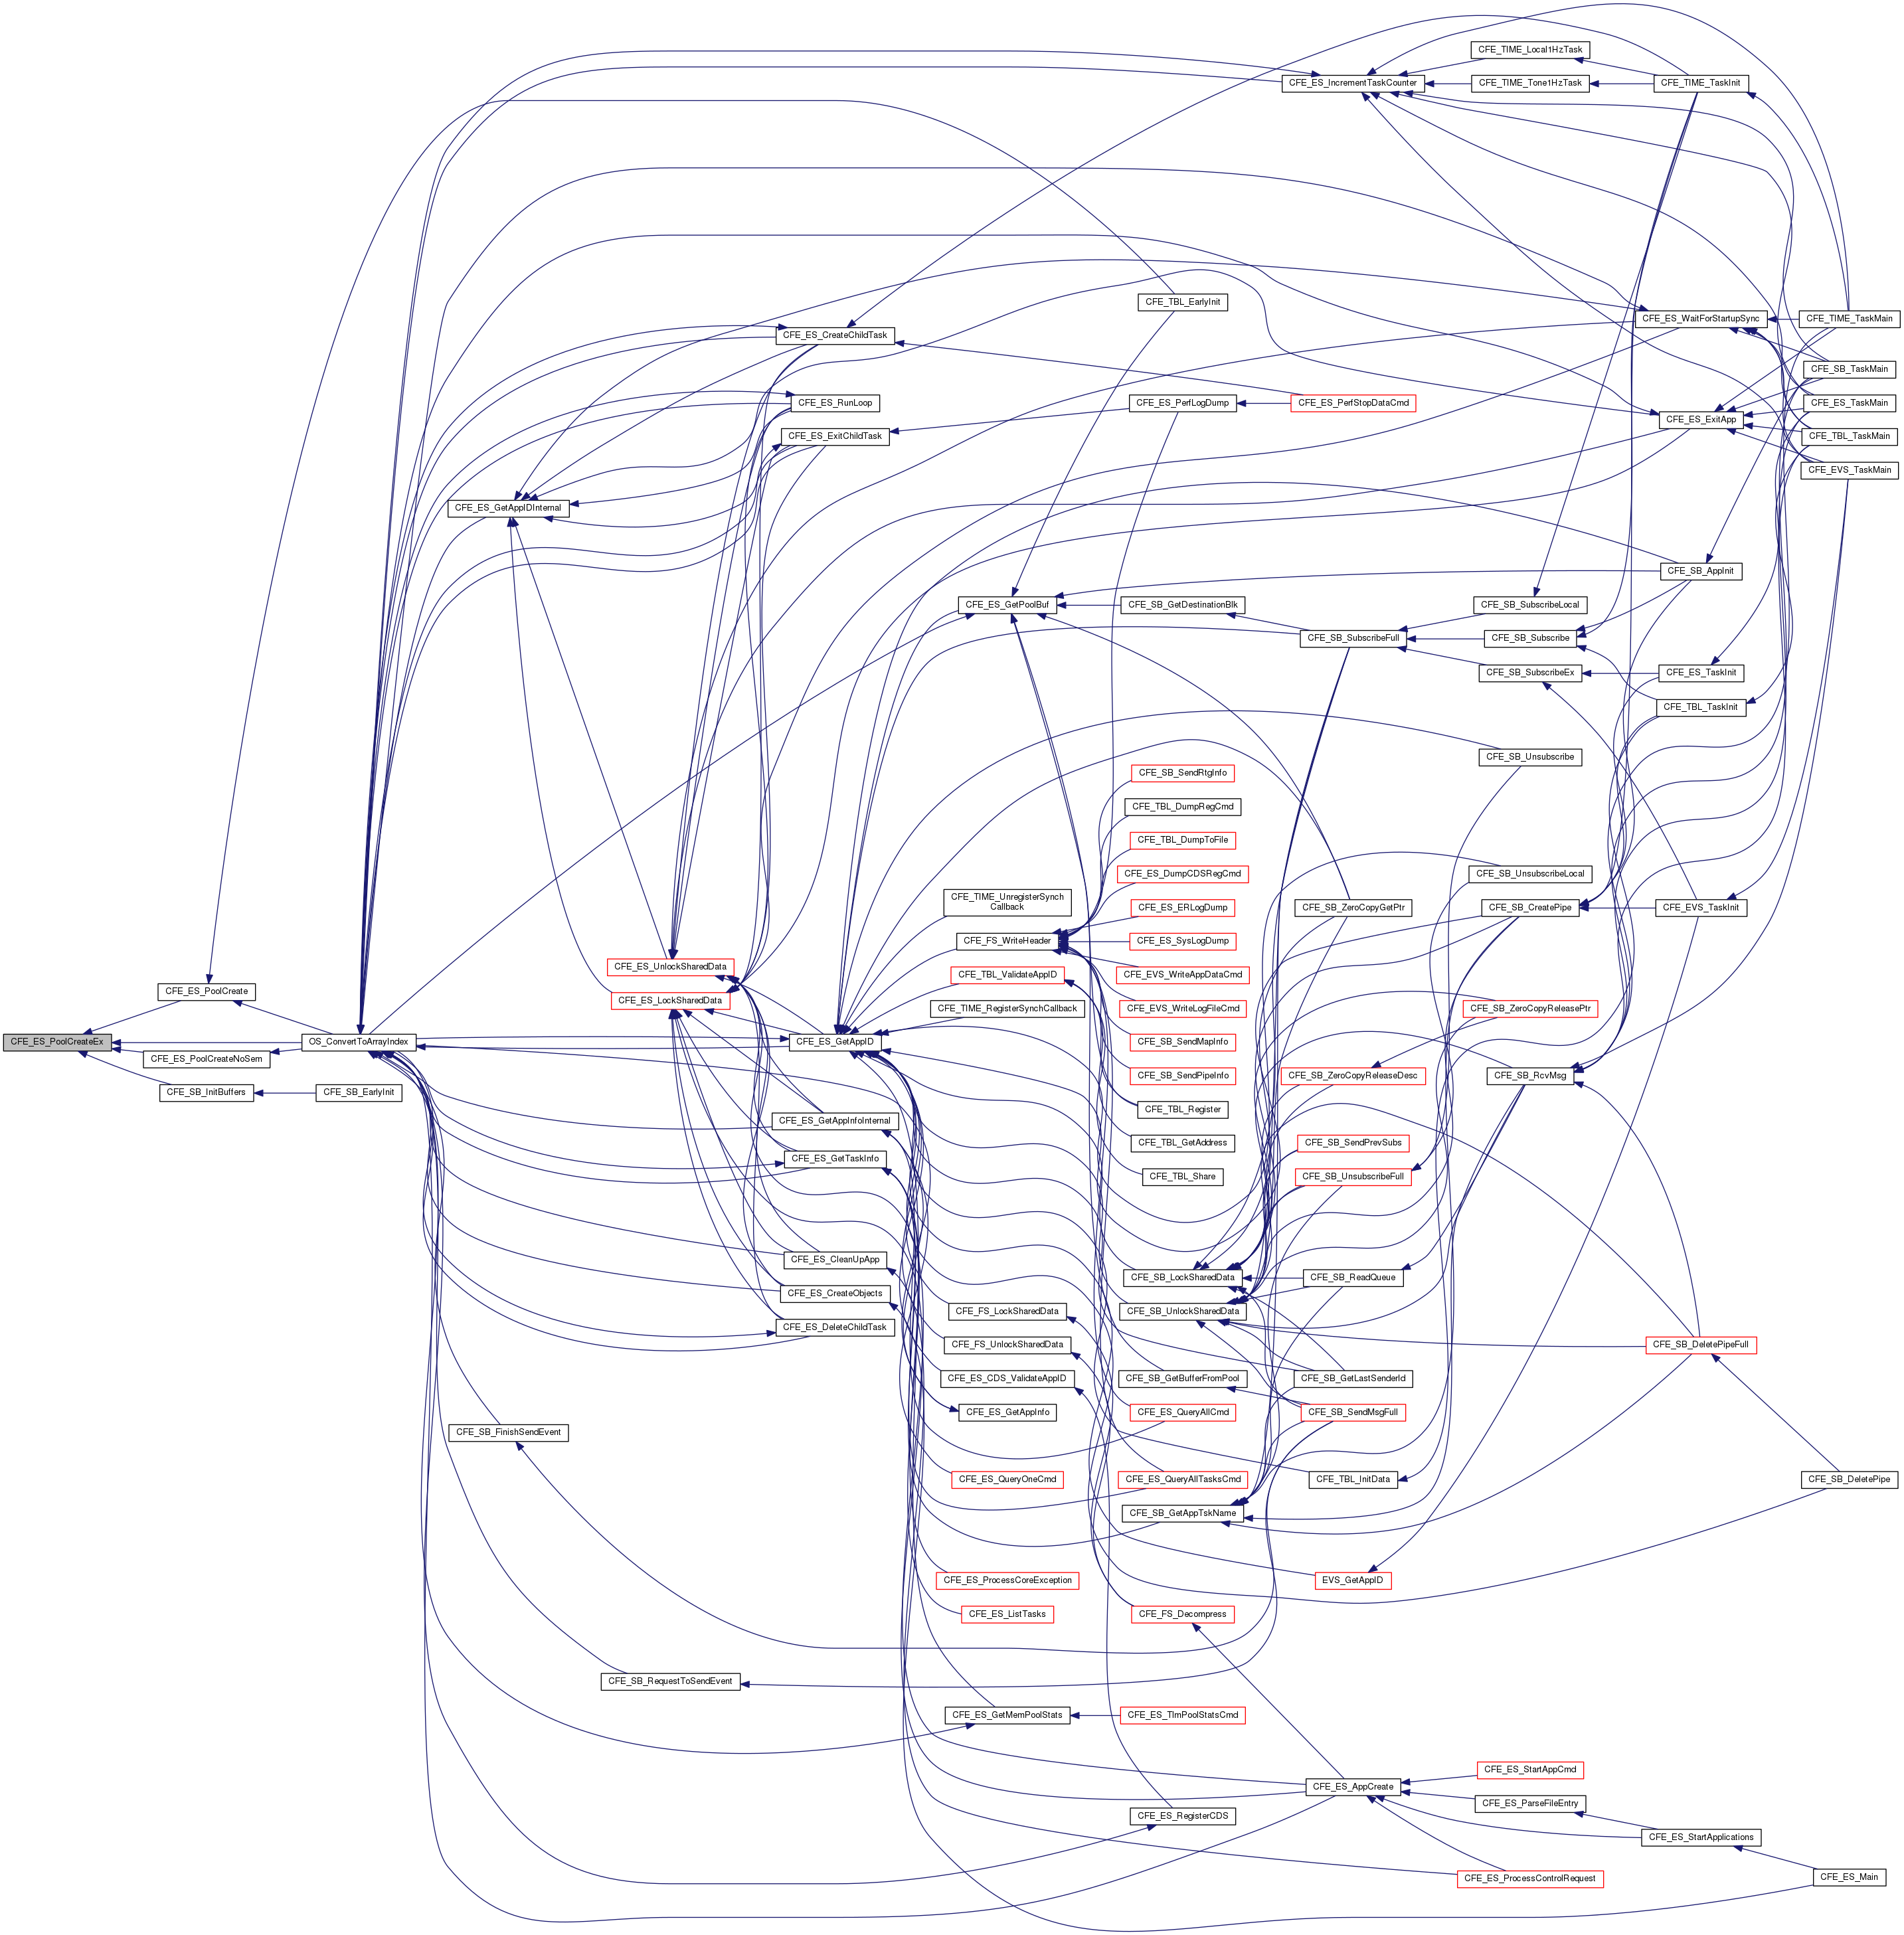 CFE_TIME_Local1HzTask
CFE_ES_IncrementTaskCounter
CFE_TIME_Tone1HzTask
CFE_TIME_TaskInit
CFE_TBL_EarlyInit
CFE_ES_CreateChildTask
CFE_ES_WaitForStartupSync
CFE_TIME_TaskMain
CFE_SB_TaskMain
CFE_ES_RunLoop
CFE_ES_PerfLogDump
CFE_ES_PerfStopDataCmd
CFE_ES_TaskMain
CFE_ES_ExitApp
CFE_ES_ExitChildTask
CFE_TBL_TaskMain
CFE_EVS_TaskMain
CFE_ES_GetAppIDInternal
CFE_SB_AppInit
CFE_ES_GetPoolBuf
CFE_SB_GetDestinationBlk
CFE_SB_SubscribeLocal
CFE_SB_SubscribeFull
CFE_SB_Subscribe
CFE_SB_SubscribeEx
CFE_ES_TaskInit
CFE_TBL_TaskInit
CFE_SB_Unsubscribe
CFE_SB_SendRtgInfo
CFE_TBL_DumpRegCmd
CFE_TBL_DumpToFile
CFE_ES_DumpCDSRegCmd
CFE_SB_UnsubscribeLocal
CFE_TIME_UnregisterSynch
Callback
CFE_ES_ERLogDump
CFE_SB_ZeroCopyGetPtr
CFE_SB_CreatePipe
CFE_EVS_TaskInit
CFE_FS_WriteHeader
CFE_ES_SysLogDump
CFE_ES_UnlockSharedData
CFE_TBL_ValidateAppID
CFE_EVS_WriteAppDataCmd
CFE_ES_PoolCreate
CFE_ES_LockSharedData
CFE_TIME_RegisterSynchCallback
CFE_EVS_WriteLogFileCmd
CFE_SB_ZeroCopyReleasePtr
CFE_ES_PoolCreateEx
OS_ConvertToArrayIndex
CFE_ES_GetAppID
CFE_SB_SendMapInfo
CFE_ES_PoolCreateNoSem
CFE_SB_SendPipeInfo
CFE_SB_ZeroCopyReleaseDesc
CFE_SB_RcvMsg
CFE_SB_InitBuffers
CFE_SB_EarlyInit
CFE_TBL_Register
CFE_ES_GetAppInfoInternal
CFE_TBL_GetAddress
CFE_SB_SendPrevSubs
CFE_ES_GetTaskInfo
CFE_TBL_Share
CFE_SB_UnsubscribeFull
CFE_ES_CleanUpApp
CFE_SB_LockSharedData
CFE_SB_ReadQueue
CFE_ES_CreateObjects
CFE_FS_LockSharedData
CFE_SB_UnlockSharedData
CFE_ES_DeleteChildTask
CFE_FS_UnlockSharedData
CFE_SB_DeletePipeFull
CFE_ES_CDS_ValidateAppID
CFE_SB_GetBufferFromPool
CFE_SB_GetLastSenderId
CFE_ES_GetAppInfo
CFE_ES_QueryAllCmd
CFE_SB_SendMsgFull
CFE_SB_FinishSendEvent
CFE_ES_QueryOneCmd
CFE_ES_QueryAllTasksCmd
CFE_TBL_InitData
CFE_SB_DeletePipe
CFE_SB_GetAppTskName
CFE_ES_ProcessCoreException
EVS_GetAppID
CFE_ES_ListTasks
CFE_FS_Decompress
CFE_SB_RequestToSendEvent
CFE_ES_GetMemPoolStats
CFE_ES_TlmPoolStatsCmd
CFE_ES_StartAppCmd
CFE_ES_AppCreate
CFE_ES_ParseFileEntry
CFE_ES_RegisterCDS
CFE_ES_StartApplications
CFE_ES_ProcessControlRequest
CFE_ES_Main